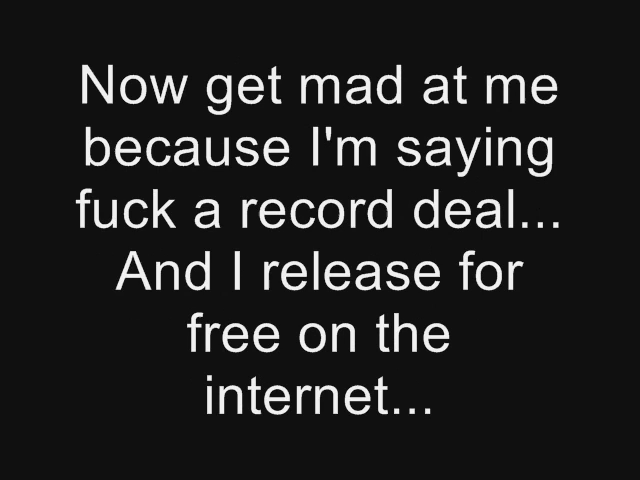 Now get mad at me
because I'm saying
fuck a record deal...
And I release for
free on the
internet...